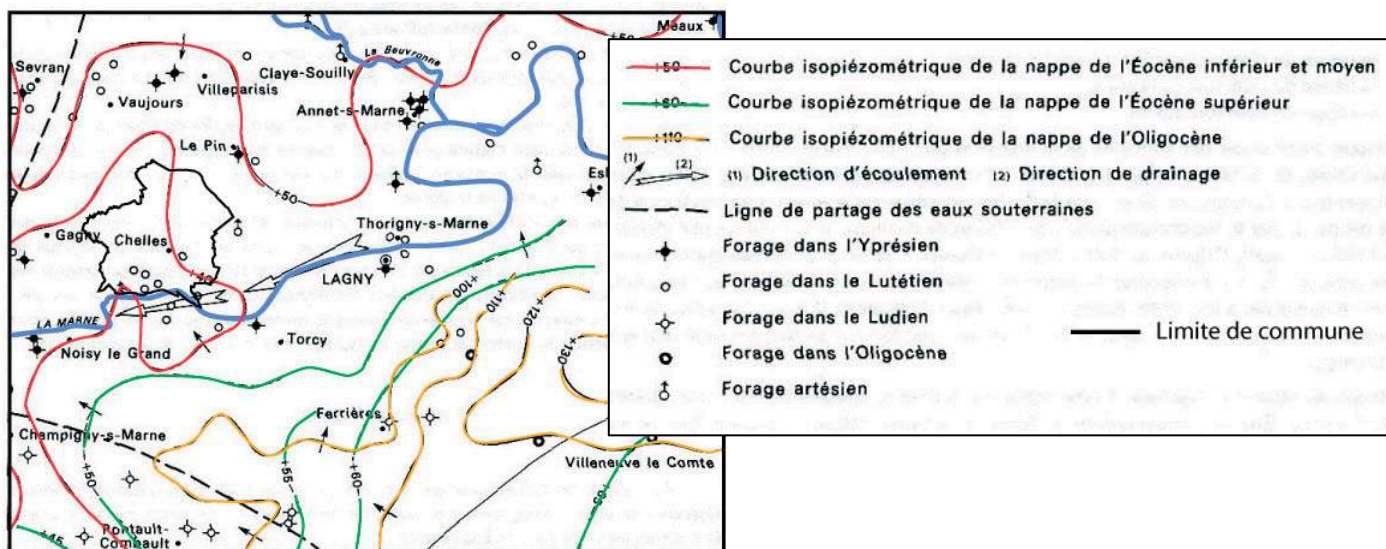 Meaux
La Beuvronne
Sevran
Claye-Souilly
Villeparisis
Vaujours
Annet-s-Marne
Le Pin
+50
Esb
Thorigny-s-Marne
Gagny
Chelles
LAGNY
+100
+110
+120
LA MARNE
Noisy le Grand
Torcy
+130
Ferrières
Champigny-s-Marne
Villeneuve le Comte
+50
+55
+60
+65
+45
Pontault-
Combault
+50 Courbe isopiézométrique de la nappe de l'Éocène inférieur et moyen
+60 Courbe isopiézométrique de la nappe de l'Éocène supérieur
+110 Courbe isopiézométrique de la nappe de l'Oligocène
(1) (2) (1) Direction d'écoulement (2) Direction de drainage
Ligne de partage des eaux souterraines
Forage dans l'Yprésien
Forage dans le Lutétien
Forage dans le Ludien
Forage dans l'Oligocène
Forage artésien
Limite de commune